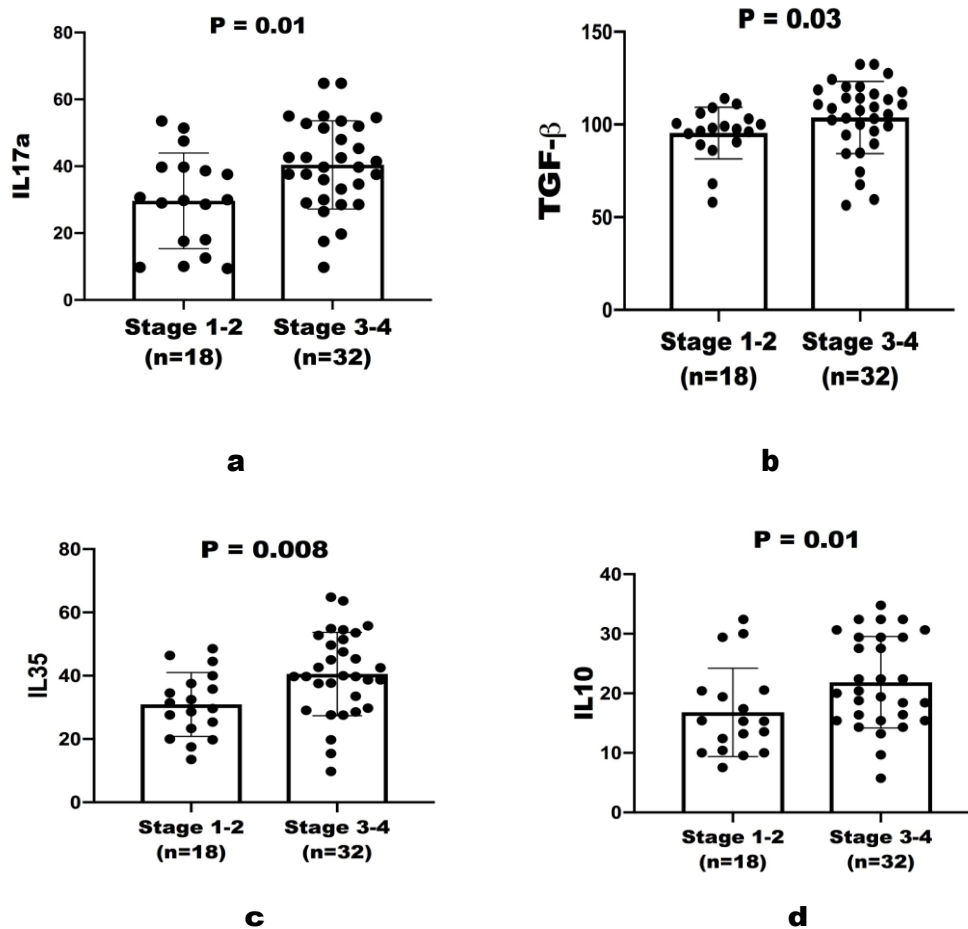 P = 0.01
IL17a
80
60
40
20
0
Stage 1-2
(n=18)
Stage 3-4
(n=32)
a
P = 0.03
TGF-β
150
100
50
0
Stage 1-2
(n=18)
Stage 3-4
(n=32)
b
P = 0.008
IL35
80
60
40
20
0
Stage 1-2
(n=18)
Stage 3-4
(n=32)
c
P = 0.01
IL10
40
30
20
10
0
Stage 1-2
(n=18)
Stage 3-4
(n=32)
d